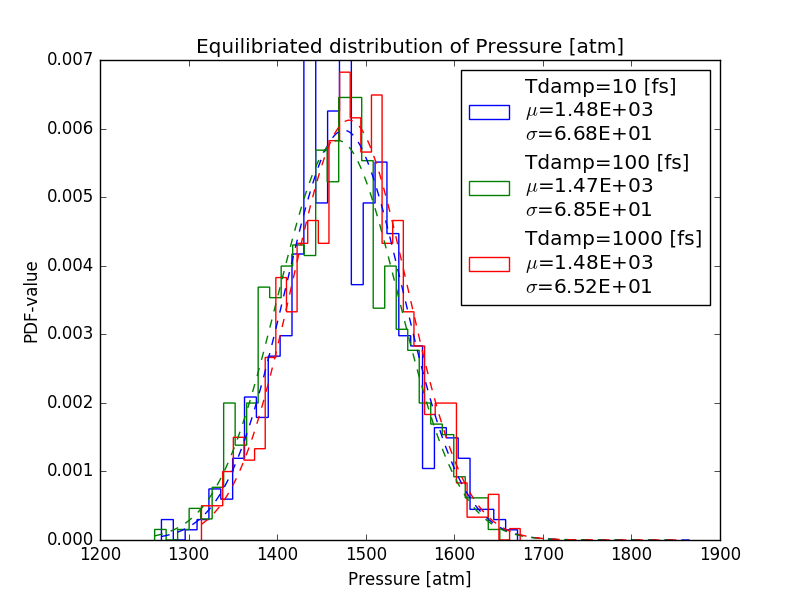 Equilibriated distribution of Pressure [atm]
0.007
0.006
0.005
0.004
0.003
0.002
0.001
0.000
PDF-value
Tdamp=10 [fs]
μ=1.48E+03
σ=6.68E+01
Tdamp=100 [fs]
μ=1.47E+03
σ=6.85E+01
Tdamp=1000 [fs]
μ=1.48E+03
σ=6.52E+01
1200 1300 1400 1500 1600 1700 1800 1900
Pressure [atm]